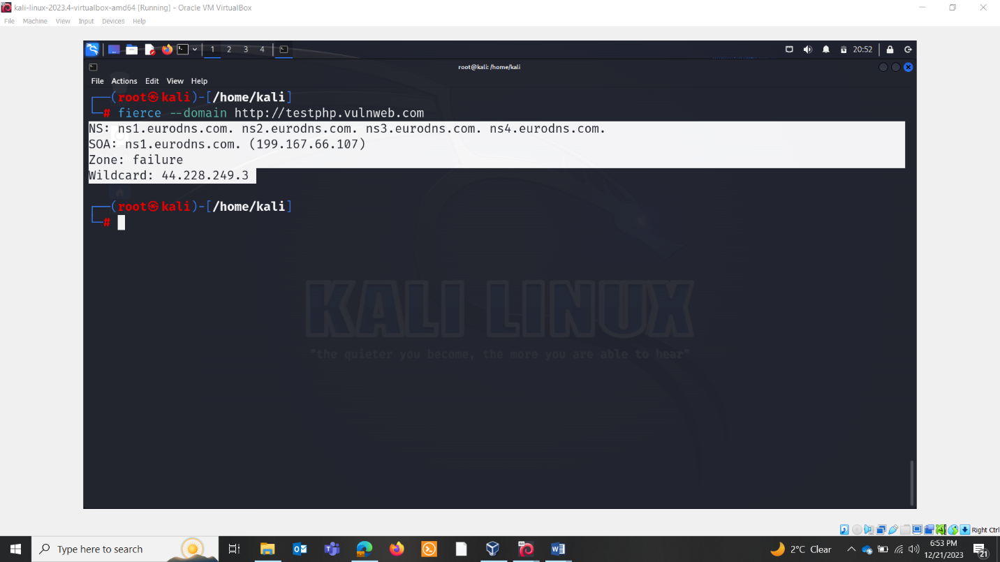 kali-linux-2023.4-virtualbox-amd64 [Running] - Oracle VM VirtualBox
File Machine View Input Devices Help
1 2 3 4 20:52
root@kali: /home/kali
File Actions Edit View Help
(root㉿kali)-[/home/kali]
# fierce --domain http://testphp.vulnweb.com
NS: ns1.eurodns.com. ns2.eurodns.com. ns3.eurodns.com. ns4.eurodns.com.
SOA: ns1.eurodns.com. (199.167.66.107)
Zone: failure
Wildcard: 44.228.249.3
(root㉿kali)-[/home/kali]
#
KALI LINUX
"the quieter you become, the more you are able to hear"
Right Ctrl
Type here to search
2°C Clear
6:53 PM
12/21/2023
21